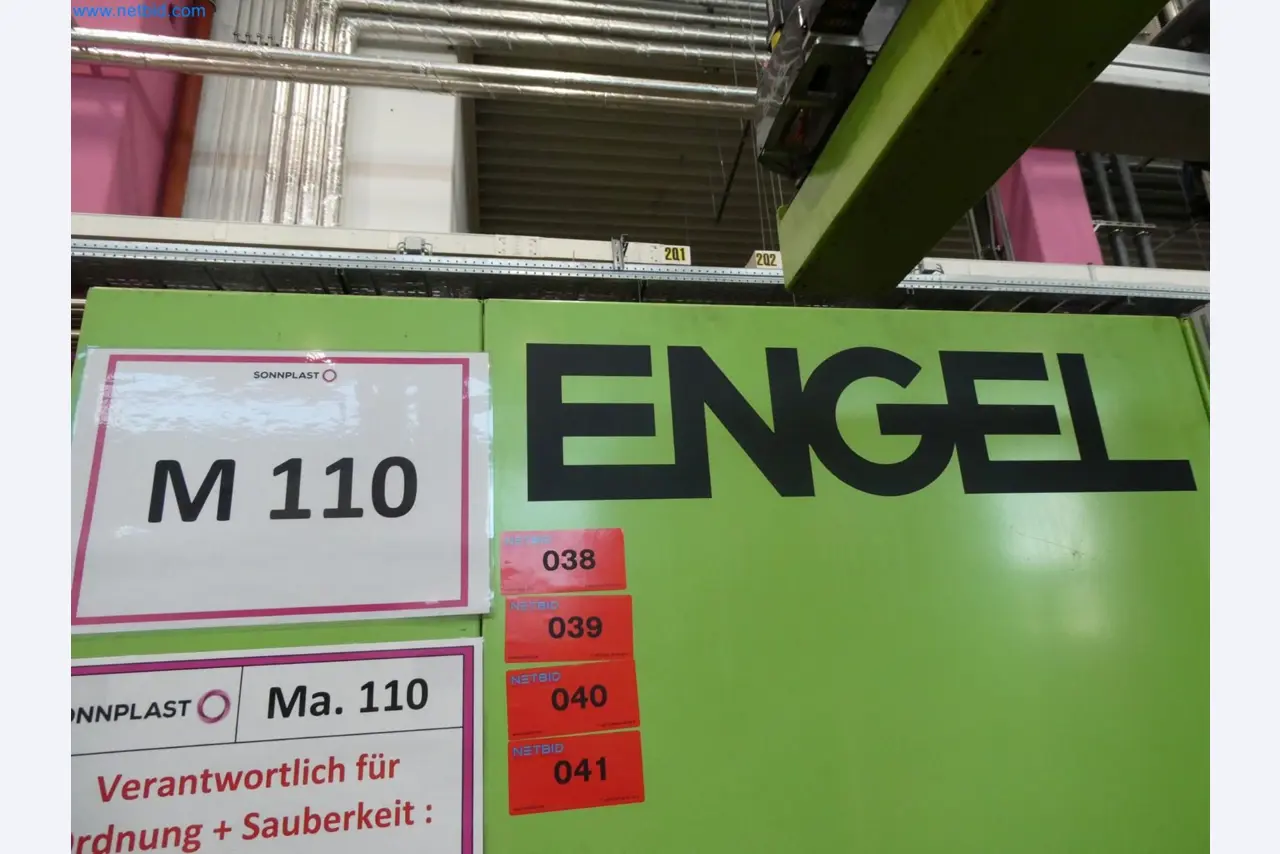 www.netbid.com
201
202
SONNPLAST
M 110
ENGEL
NETBID
038
NETBID
039
NETBID
040
NETBID
041
ONNPLAST
Ma. 110
Verantwortlich für
rdnung + Sauberkeit :